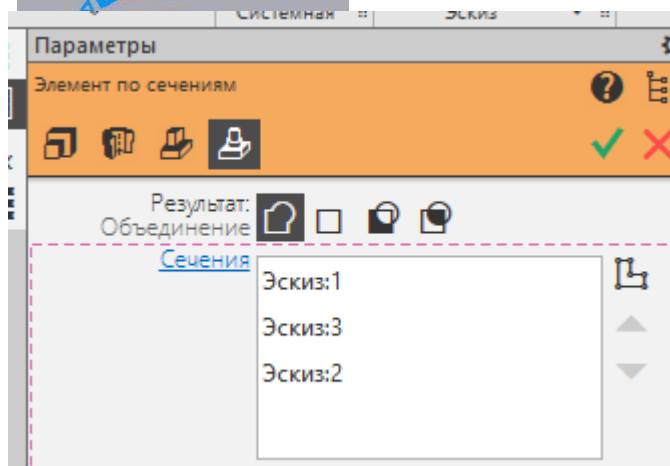 Системная
Эскиз
Параметры
Элемент по сечениям
Результат:
Объединение
Сечения
Эскиз:1
Эскиз:3
Эскиз:2